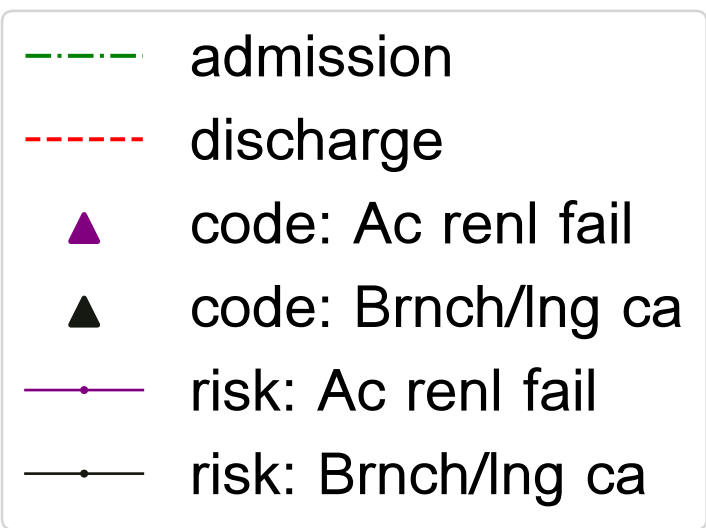 admission
discharge
code: Ac renl fail
code: Brnch/lng ca
risk: Ac renl fail
risk: Brnch/lng ca